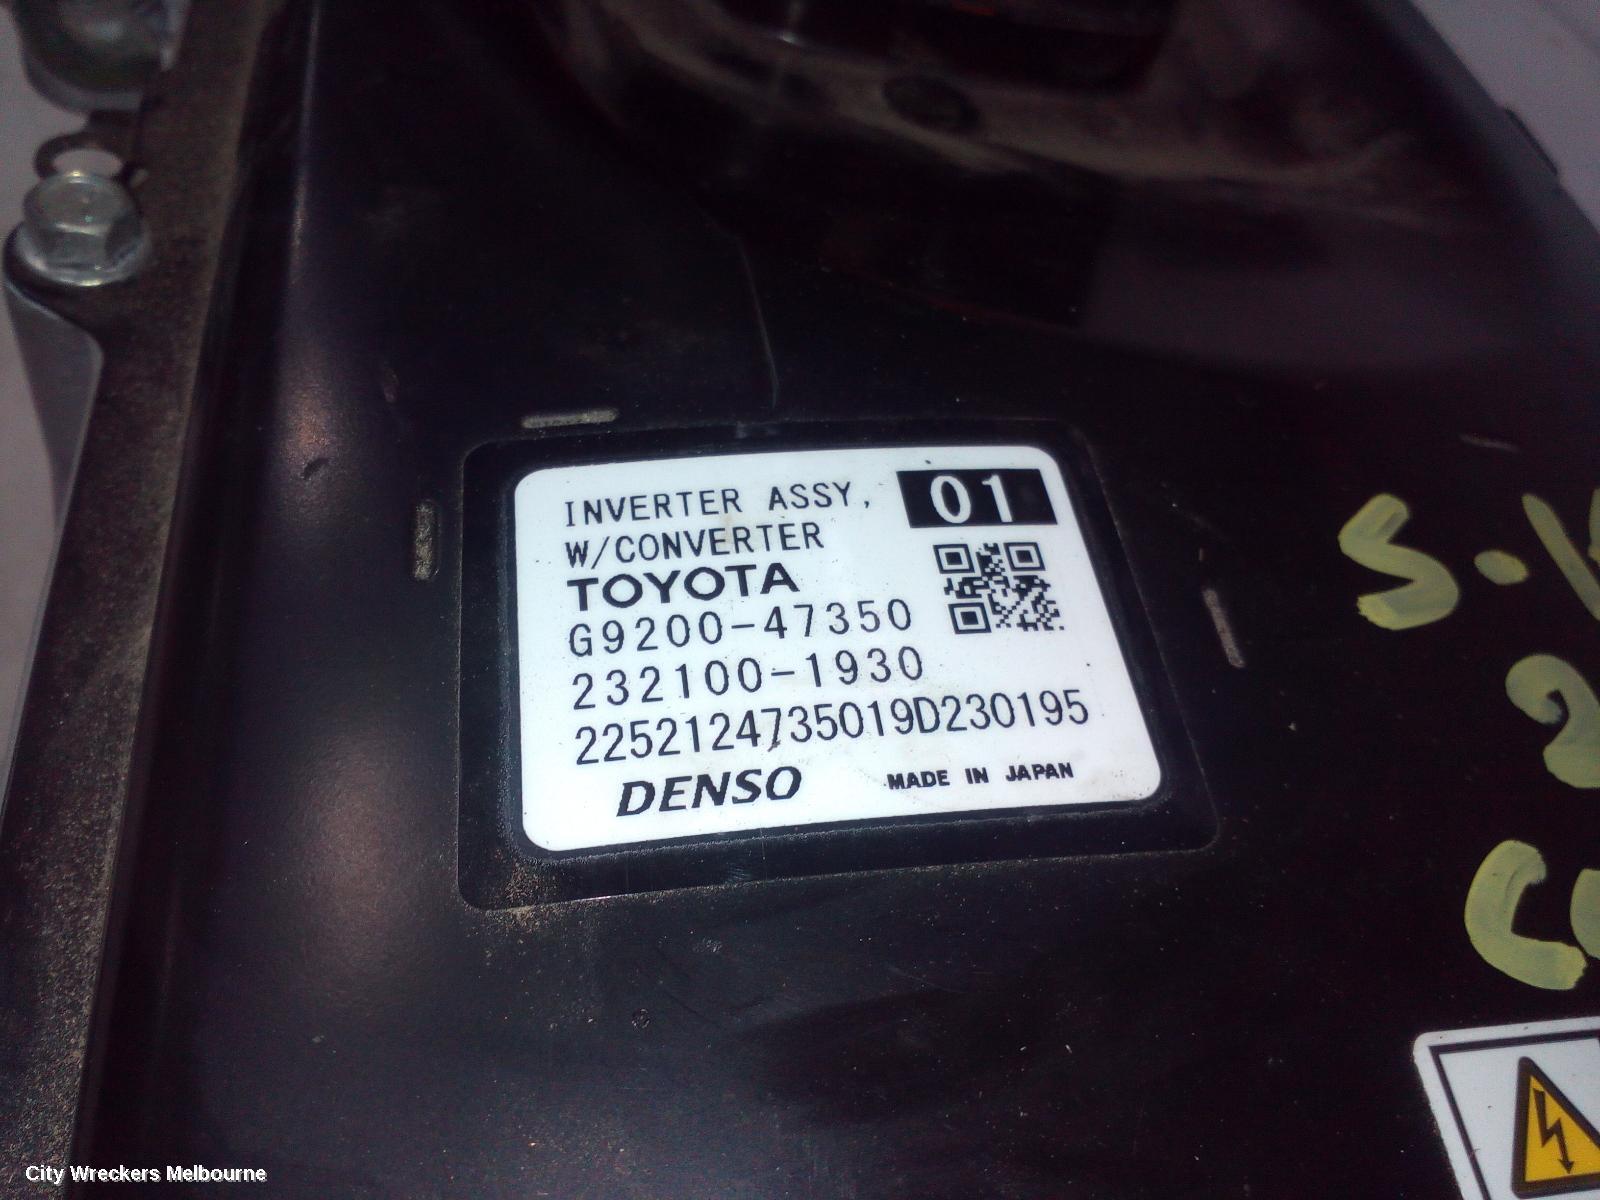 INVERTER ASSY,
01
W/CONVERTER
TOYOTA
G9200-47350
232100-1930
2252124735019D230195
DENSO MADE IN JAPAN
City Wreckers Melbourne